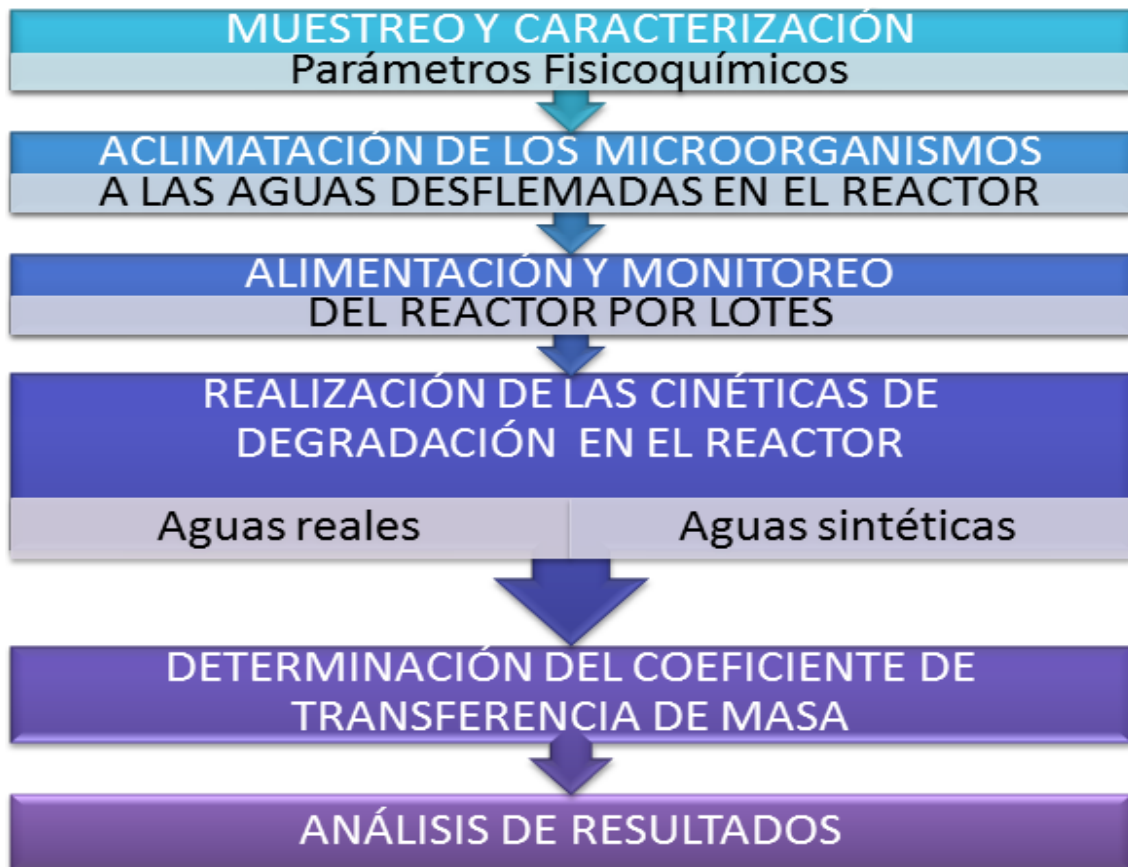 MUESTREO Y CARACTERIZACIÓN
Parámetros Fisicoquímicos
ACLIMATACIÓN DE LOS MICROORGANISMOS
A LAS AGUAS DESFLEMADAS EN EL REACTOR
ALIMENTACIÓN Y MONITOREO
DEL REACTOR POR LOTES
REALIZACIÓN DE LAS CINÉTICAS DE
DEGRADACIÓN EN EL REACTOR
Aguas reales Aguas sintéticas
DETERMINACIÓN DEL COEFICIENTE DE
TRANSFERENCIA DE MASA
ANÁLISIS DE RESULTADOS